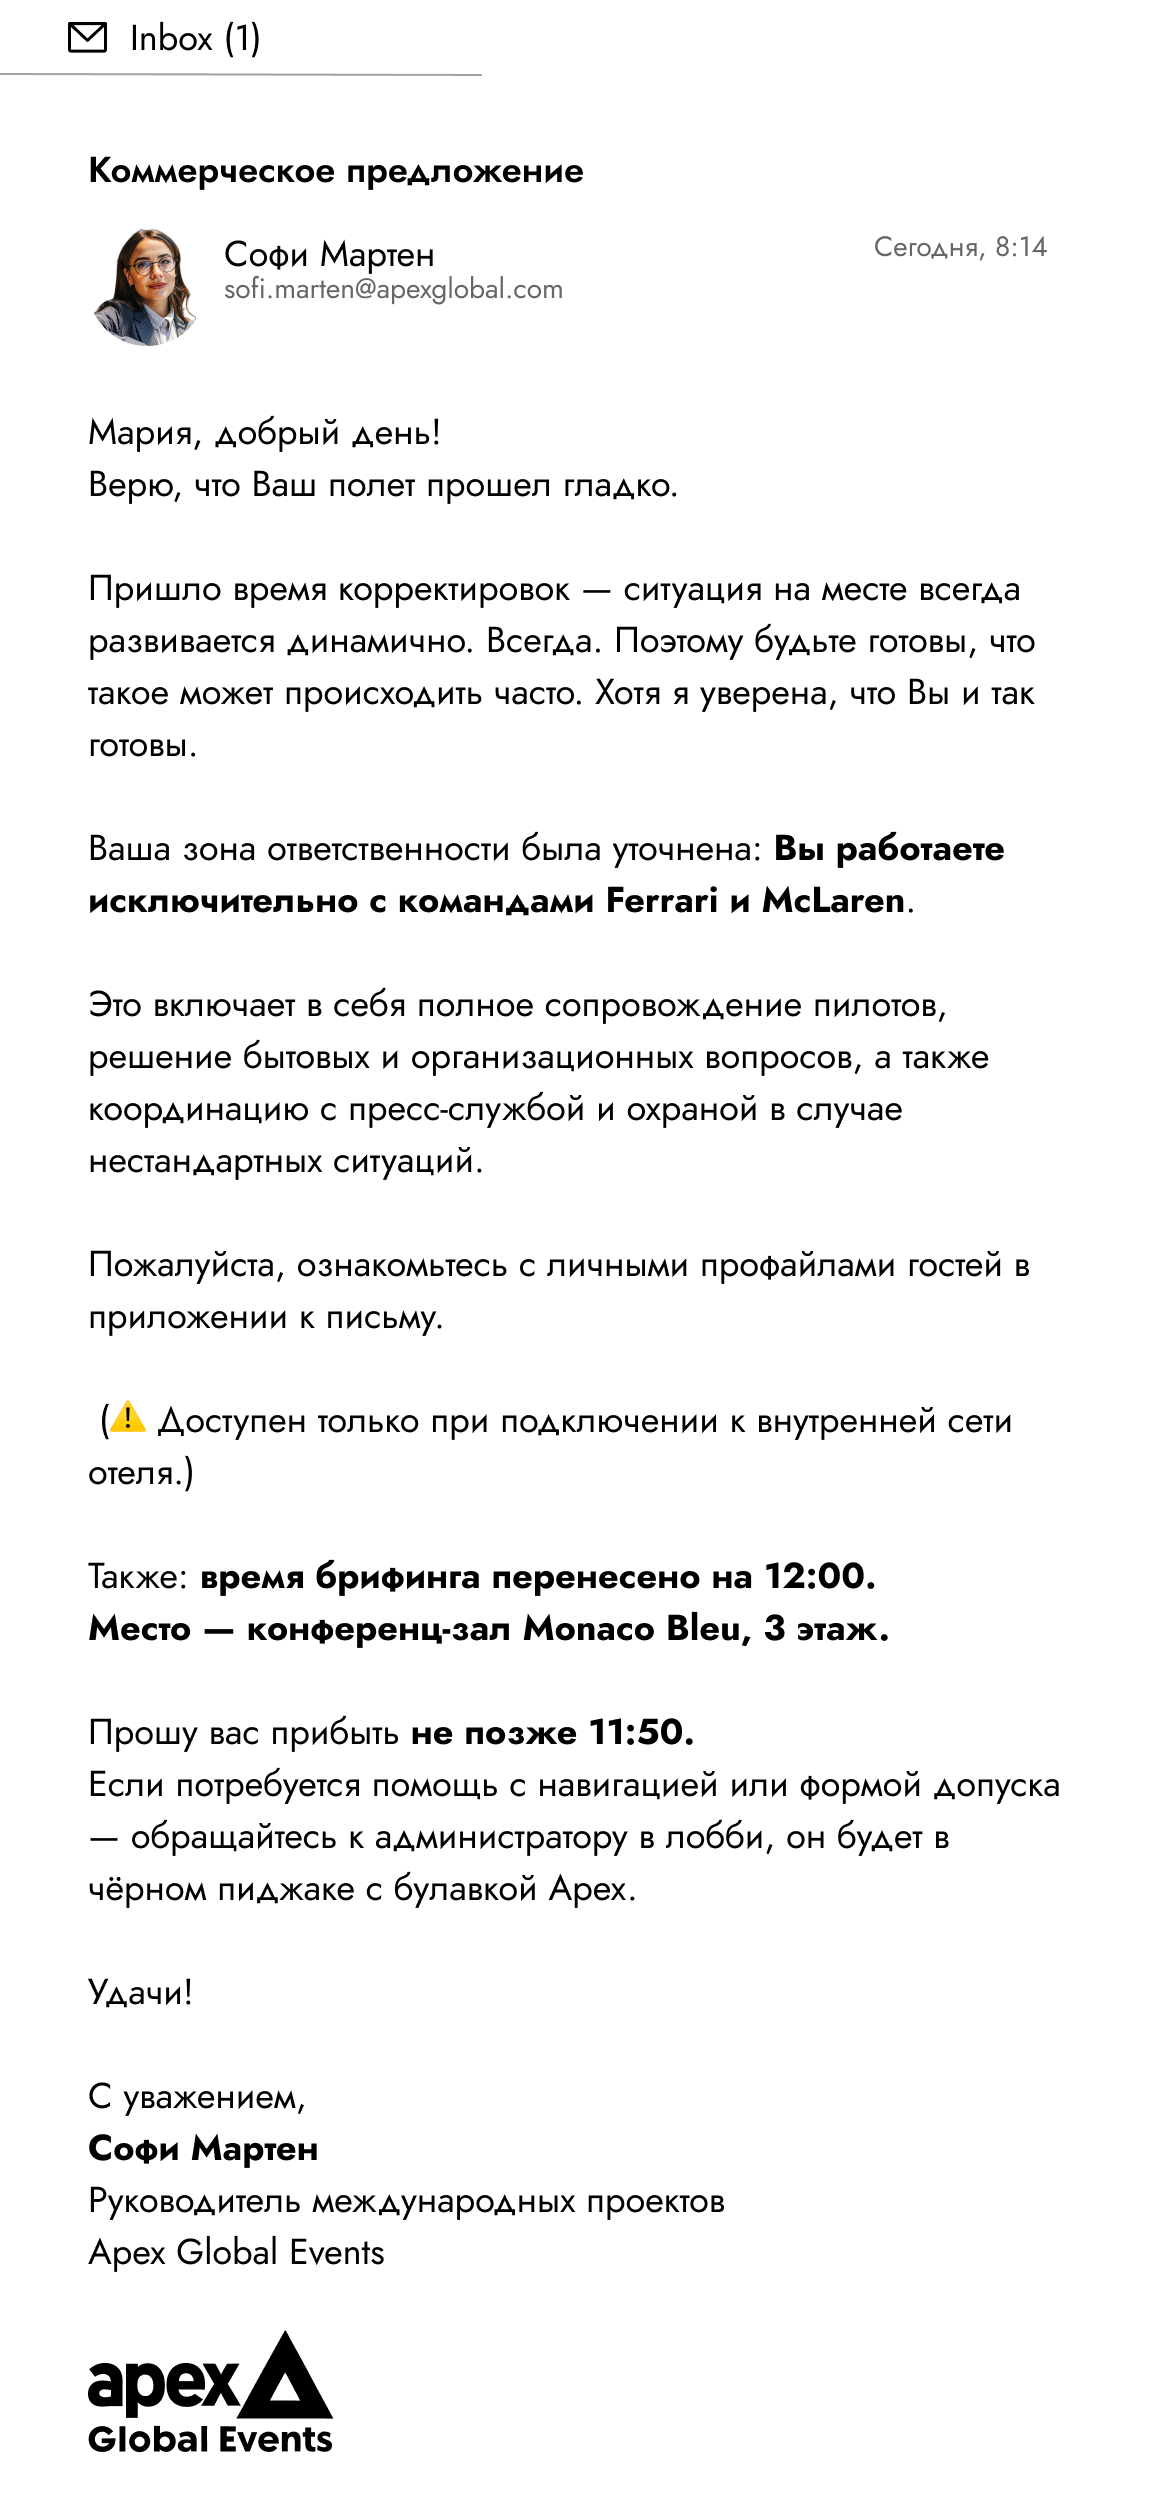 Inbox (1)
Коммерческое предложение
Софи Мартен
Сегодня, 8:14
sofi.marten@apexglobal.com
Мария, добрый день!
Верю, что Ваш полет прошел гладко.
Пришло время корректировок — ситуация на месте всегда
развивается динамично. Всегда. Поэтому будьте готовы, что
такое может происходить часто. Хотя я уверена, что Вы и так
готовы.
Ваша зона ответственности была уточнена: Вы работаете
исключительно с командами Ferrari и McLaren.
Это включает в себя полное сопровождение пилотов,
решение бытовых и организационных вопросов, а также
координацию с пресс-службой и охраной в случае
нестандартных ситуаций.
Пожалуйста, ознакомьтесь с личными профайлами гостей в
приложении к письму.
(⚠️ Доступен только при подключении к внутренней сети
отеля.)
Также: время брифинга перенесено на 12:00.
Место — конференц-зал Monaco Bleu, 3 этаж.
Прошу вас прибыть не позже 11:50.
Если потребуется помощь с навигацией или формой допуска
— обращайтесь к администратору в лобби, он будет в
чёрном пиджаке с булавкой Apex.
Удачи!
С уважением,
Софи Мартен
Руководитель международных проектов
Apex Global Events
apex
Global Events